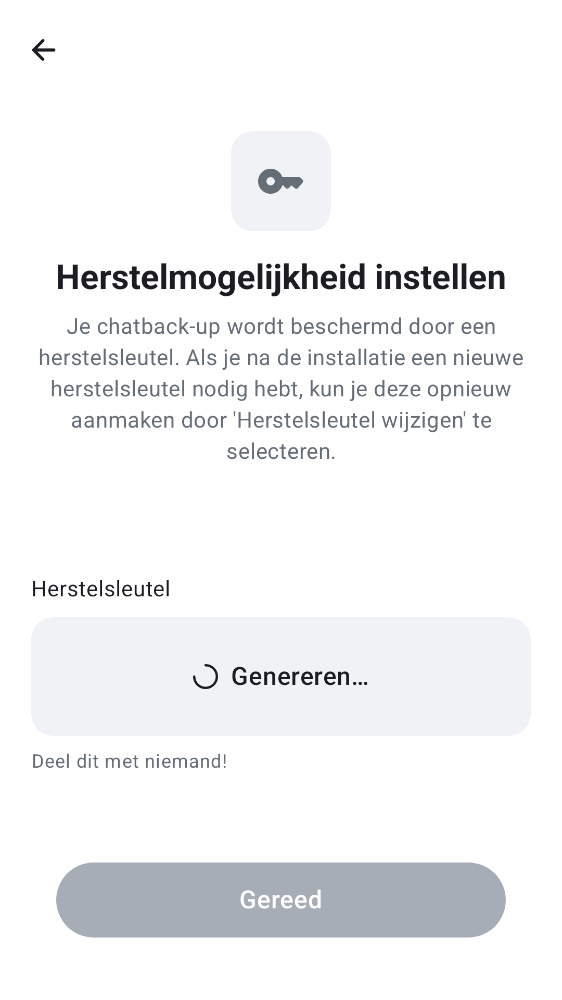 Herstelmogelijkheid instellen
Je chatback-up wordt beschermd door een
herstelsleutel. Als je na de installatie een nieuwe
herstelsleutel nodig hebt, kun je deze opnieuw
aanmaken door 'Herstelsleutel wijzigen' te
selecteren.
Herstelsleutel
Genereren…
Deel dit met niemand!
Gereed